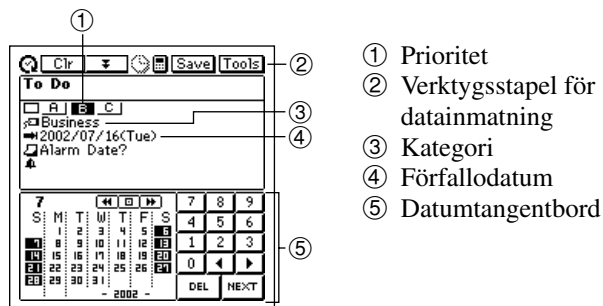 ①
Clr Save Tools ②
To Do
A B C
Business ③
2002/07/16(Tue) ④
Alarm Date?
7 7 8 9
S M T W T F S 4 5 6
1 2 3 4 5 6
7 8 9 10 11 12 13 1 2 3
14 15 16 17 18 19 20 0
21 22 23 24 25 26 27 ⑤
28 29 30 31 DEL NEXT
- 2002 -
① Prioritet
② Verktygsstapel för
datainmatning
③ Kategori
④ Förfallodatum
⑤ Datumtangentbord